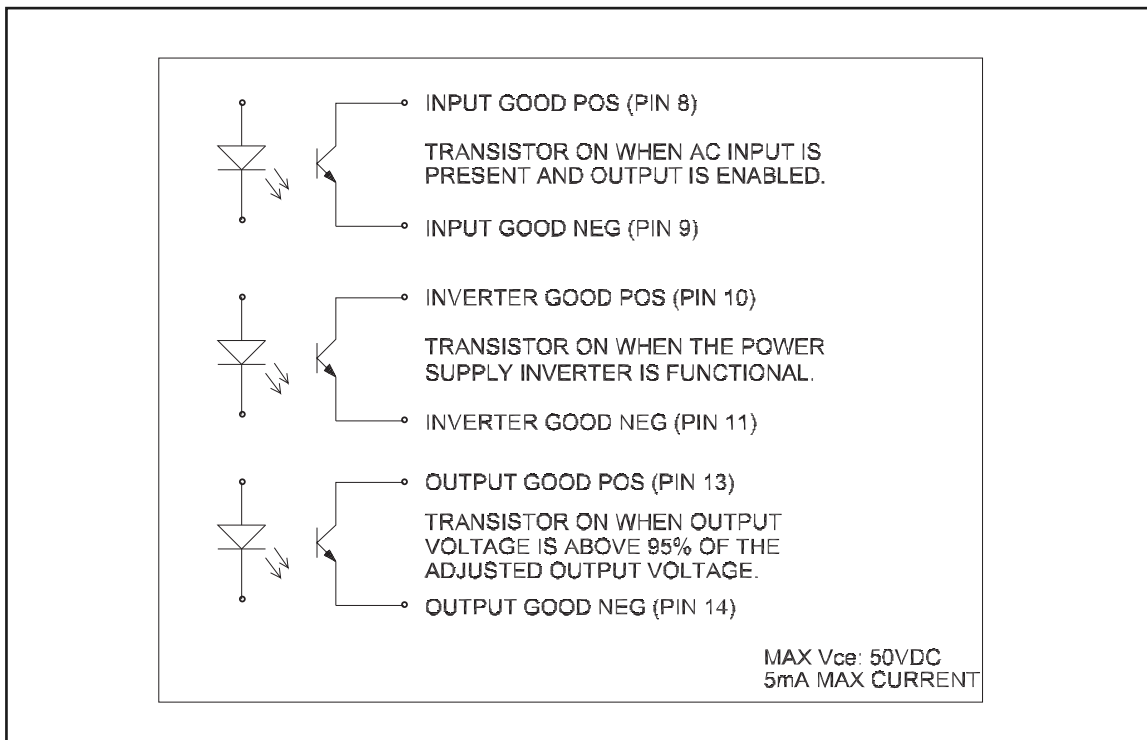 INPUT GOOD POS (PIN 8)
TRANSISTOR ON WHEN AC INPUT IS
PRESENT AND OUTPUT IS ENABLED.
INPUT GOOD NEG (PIN 9)
INVERTER GOOD POS (PIN 10)
TRANSISTOR ON WHEN THE POWER
SUPPLY INVERTER IS FUNCTIONAL.
INVERTER GOOD NEG (PIN 11)
OUTPUT GOOD POS (PIN 13)
TRANSISTOR ON WHEN OUTPUT
VOLTAGE IS ABOVE 95% OF THE
ADJUSTED OUTPUT VOLTAGE.
OUTPUT GOOD NEG (PIN 14)
MAX Vce: 50VDC
5mA MAX CURRENT